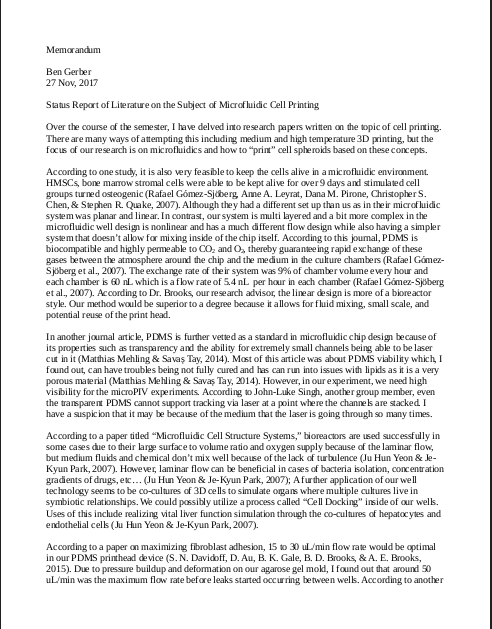 Memorandum
Ben Gerber
27 Nov, 2017
Status Report of Literature on the Subject of Microfluidic Cell Printing
Over the course of the semester, I have delved into research papers written on the topic of cell printing.
There are many ways of attempting this including medium and high temperature 3D printing, but the
focus of our research is on microfluidics and how to “print” cell spheroids based on these concepts.
According to one study, it is also very feasible to keep the cells alive in a microfluidic environment.
HMSCs, bone marrow stromal cells were able to be kept alive for over 9 days and stimulated cell
groups turned osteogenic (Rafael Gómez-Sjöberg, Anne A. Leyrat, Dana M. Pirone, Christopher S.
Chen, & Stephen R. Quake, 2007). Although they had a different set up than us as in their microfluidic
system was planar and linear. In contrast, our system is multi layered and a bit more complex in the
microfluidic well design is nonlinear and has a much different flow design while also having a simpler
system that doesn’t allow for mixing inside of the chip itself. According to this journal, PDMS is
biocompatible and highly permeable to CO₂ and O₂, thereby guaranteeing rapid exchange of these
gases between the atmosphere around the chip and the medium in the culture chambers (Rafael Gómez-
Sjöberg et al., 2007). The exchange rate of their system was 9% of chamber volume every hour and
each chamber is 60 nL which is a flow rate of 5.4 nL per hour in each chamber (Rafael Gómez-Sjöberg
et al., 2007). According to Dr. Brooks, our research advisor, the linear design is more of a bioreactor
style. Our method would be superior to a degree because it allows for fluid mixing, small scale, and
potential reuse of the print head.
In another journal article, PDMS is further vetted as a standard in microfluidic chip design because of
its properties such as transparency and the ability for extremely small channels being able to be laser
cut in it (Matthias Mehling & Savaş Tay, 2014). Most of this article was about PDMS viability which, I
found out, can have troubles not being fully cured and has can run into issues with lipids as it is a very
porous material (Matthias Mehling & Savaş Tay, 2014). However, in our experiment, we need high
visibility for the microPIV experiments. According to John-Luke Singh, another group member, even
the transparent PDMS cannot support tracking via laser at a point where the channels are stacked. I
have a suspicion that it may be because of the medium that the laser is going through so many times.
According to a paper titled “Microfluidic Cell Structure Systems,” bioreactors are used successfully in
some cases due to their large surface to volume ratio and oxygen supply because of the laminar flow,
but medium fluids and chemical don’t mix well because of the lack of turbulence (Ju Hun Yeon & Je-
Kyun Park, 2007). However, laminar flow can be beneficial in cases of bacteria isolation, concentration
gradients of drugs, etc… (Ju Hun Yeon & Je-Kyun Park, 2007); A further application of our well
technology seems to be co-cultures of 3D cells to simulate organs where multiple cultures live in
symbiotic relationships. We could possibly utilize a process called “Cell Docking” inside of our wells.
Uses of this include realizing vital liver function simulation through the co-cultures of hepatocytes and
endothelial cells (Ju Hun Yeon & Je-Kyun Park, 2007).
According to a paper on maximizing fibroblast adhesion, 15 to 30 uL/min flow rate would be optimal
in our PDMS printhead device (S. N. Davidoff, D. Au, B. K. Gale, B. D. Brooks, & A. E. Brooks,
2015). Due to pressure buildup and deformation on our agarose gel mold, I found out that around 50
uL/min was the maximum flow rate before leaks started occurring between wells. According to another